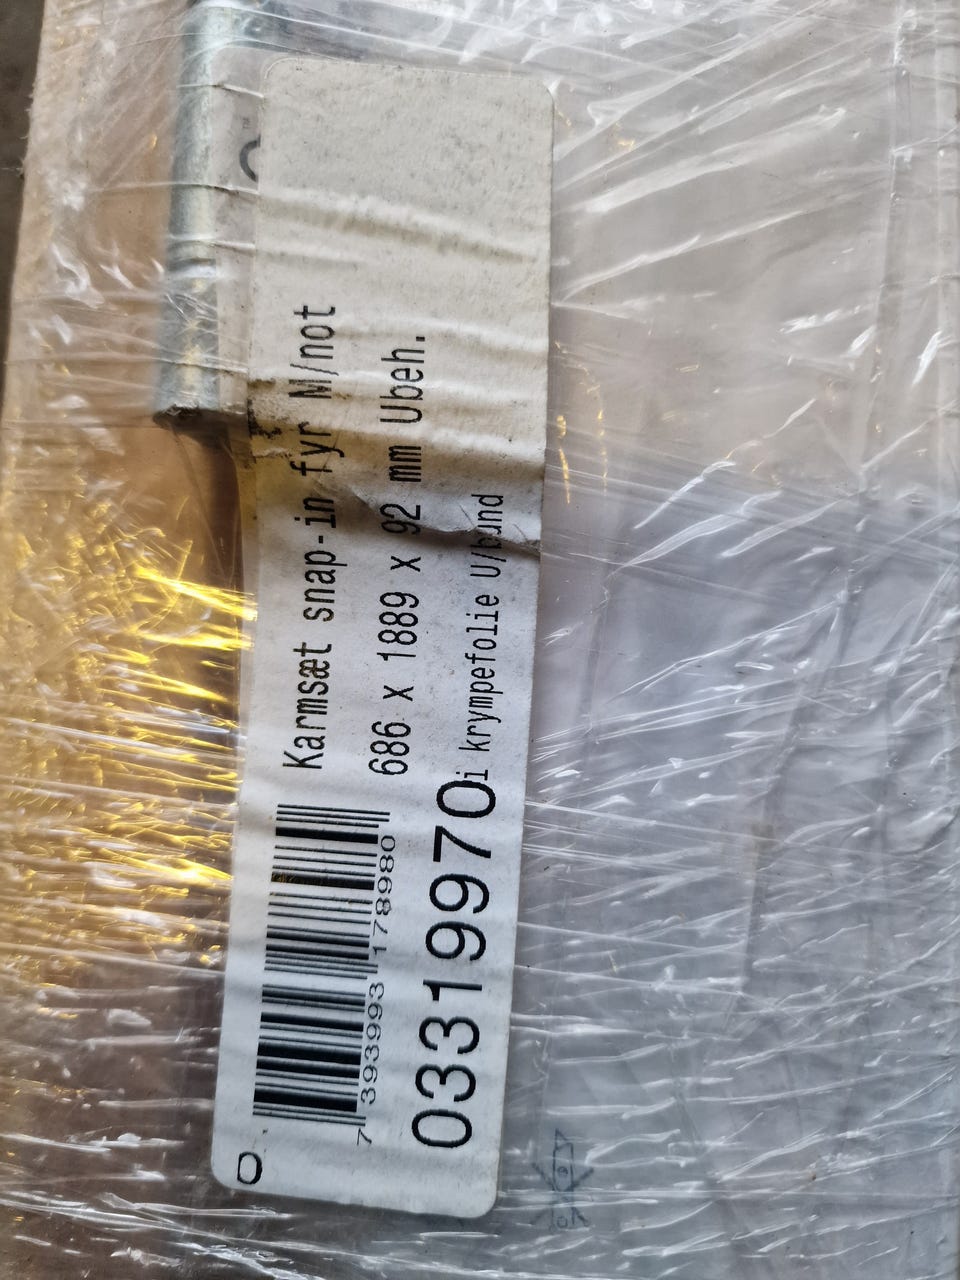 Karmsæt snap-in fyr M/not
686 x 1889 x 92 mm Ubeh.
i krympefolie U/bund
7 393993 178980
03319970
O